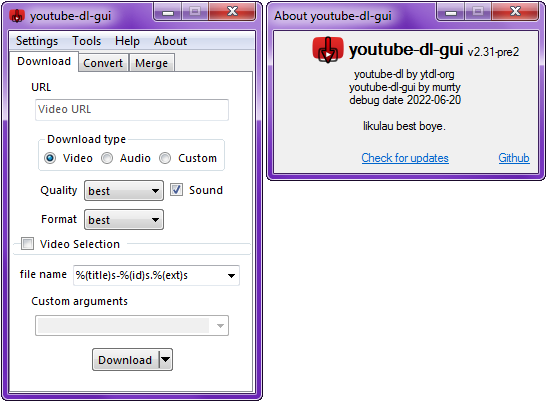 youtube-dl-gui
Settings Tools Help About
Download Convert Merge
URL
Video URL
Download type
Video Audio Custom
Quality best Sound
Format best
Video Selection
file name %(title)s-%(id)s.%(ext)s
Custom arguments
Download
About youtube-dl-gui
youtube-dl-gui v2.31-pre2
youtube-dl by ytdl-org
youtube-dl-gui by murrty
debug date 2022-06-20
likulau best boye.
Check for updates Github